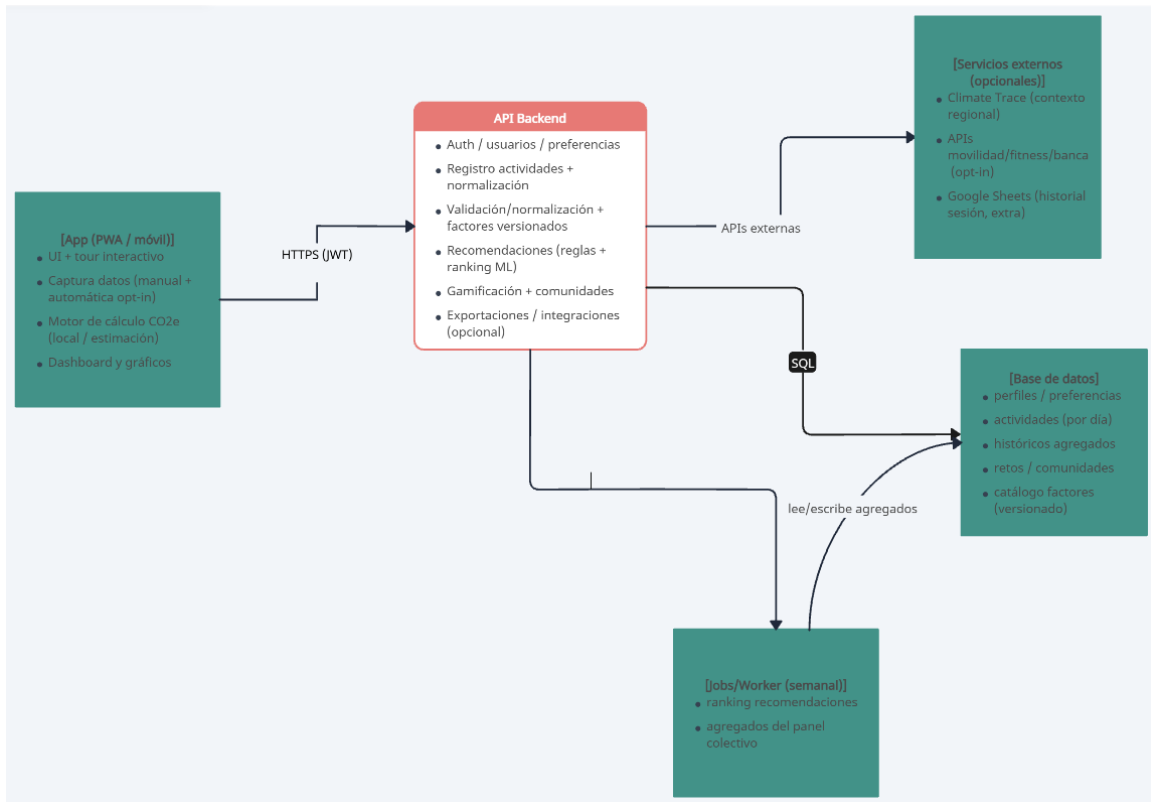 [App (PWA / móvil)]
UI + tour interactivo
Captura datos (manual +
automática opt-in)
Motor de cálculo CO2e
(local / estimación)
Dashboard y gráficos
HTTPS (JWT)
API Backend
Auth / usuarios / preferencias
Registro actividades +
normalización
Validación/normalización +
factores versionados
Recomendaciones (reglas +
ranking ML)
Gamificación + comunidades
Exportaciones / integraciones
(opcional)
APIs externas
[Servicios externos
(opcionales)]
Climate Trace (contexto
regional)
APIs
movilidad/fitness/banca
(opt-in)
Google Sheets (historial
sesión, extra)
SQL
[Base de datos]
perfiles / preferencias
actividades (por día)
históricos agregados
retos / comunidades
catálogo factores
(versionado)
lee/escribe agregados
[Jobs/Worker (semanal)]
ranking recomendaciones
agregados del panel
colectivo